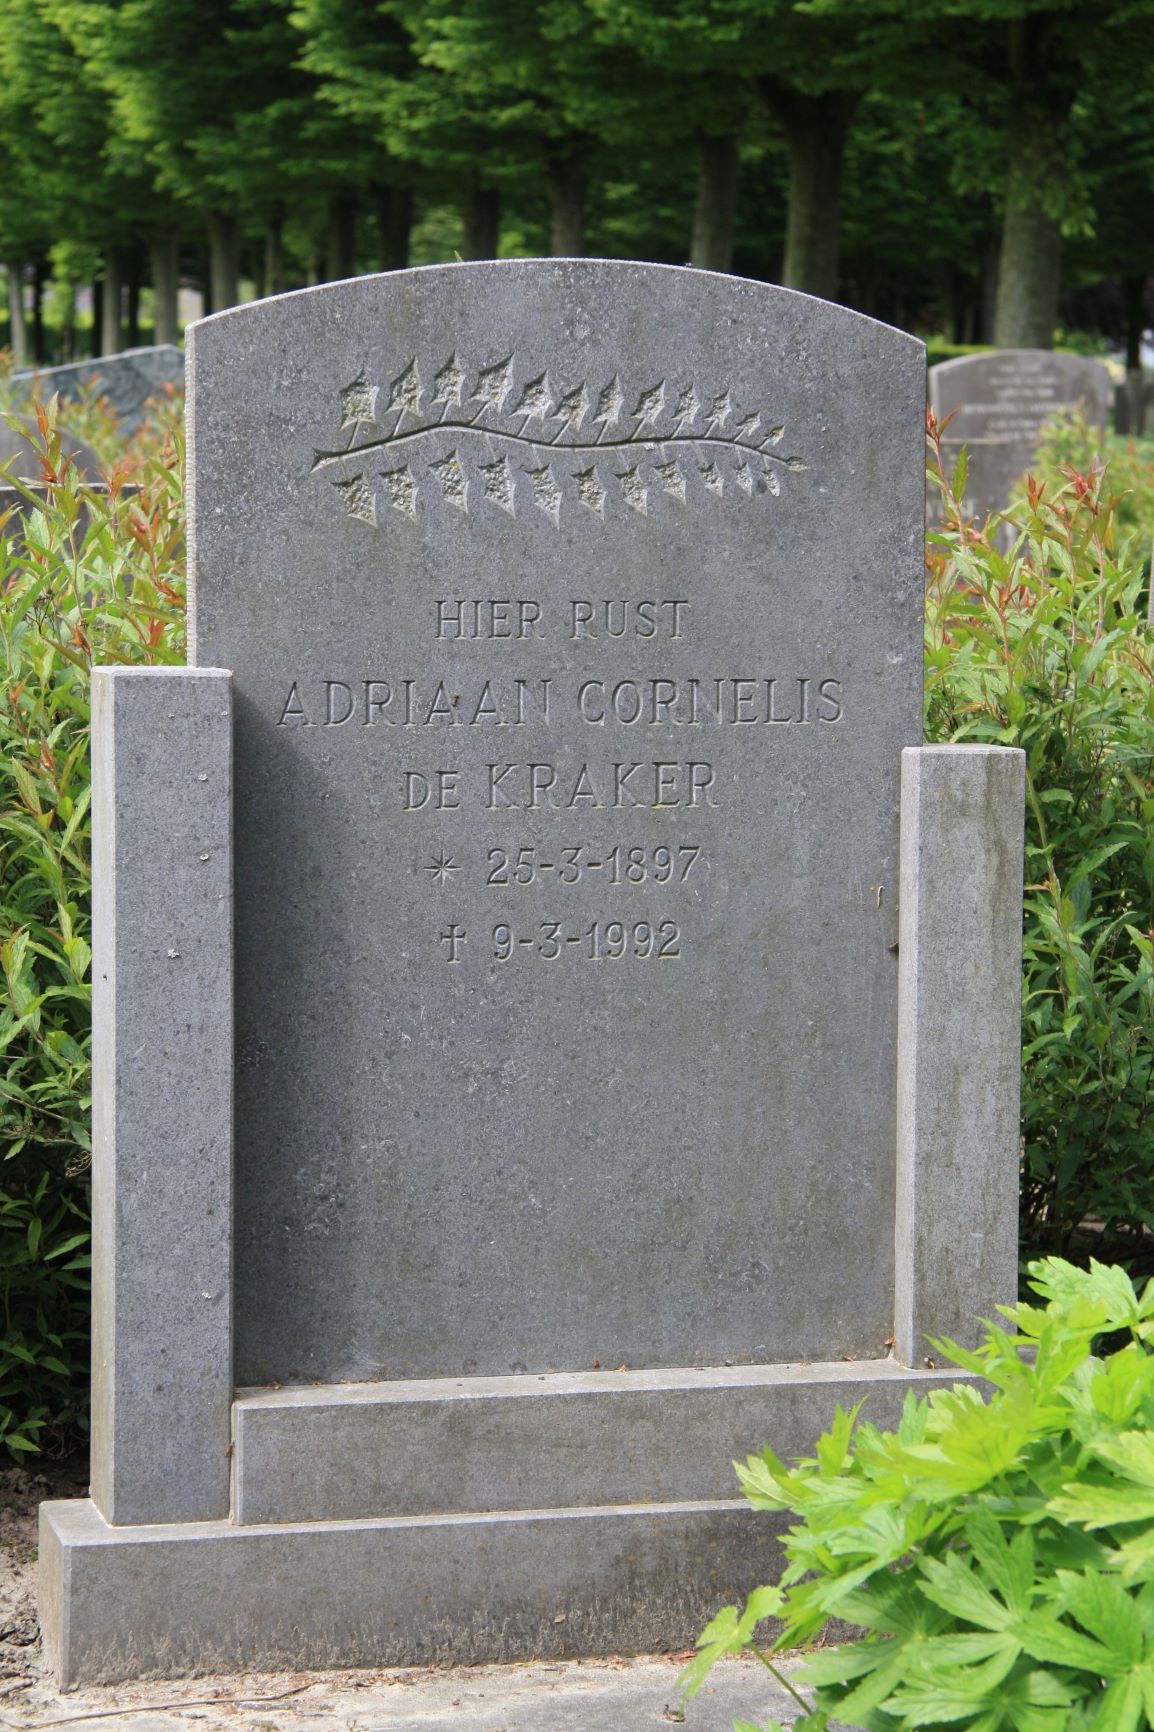 HIER RUST
ADRIAAN CORNELIS
DE KRAKER
* 25-3-1897
† 9-3-1992